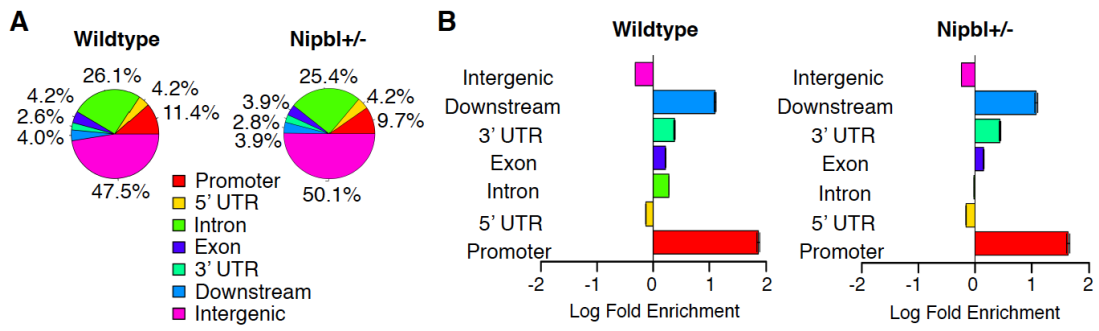 A
Wildtype
26.1%
4.2%
4.2%
11.4%
2.6%
4.0%
47.5%
Nipbl+/-
25.4%
3.9%
4.2%
2.8%
9.7%
3.9%
50.1%
Promoter
5' UTR
Intron
Exon
3' UTR
Downstream
Intergenic
B
Wildtype
Intergenic
Downstream
3' UTR
Exon
Intron
5' UTR
Promoter
-2 -1 0 1 2
Log Fold Enrichment
Nipbl+/-
Intergenic
Downstream
3' UTR
Exon
Intron
5' UTR
Promoter
-2 -1 0 1 2
Log Fold Enrichment